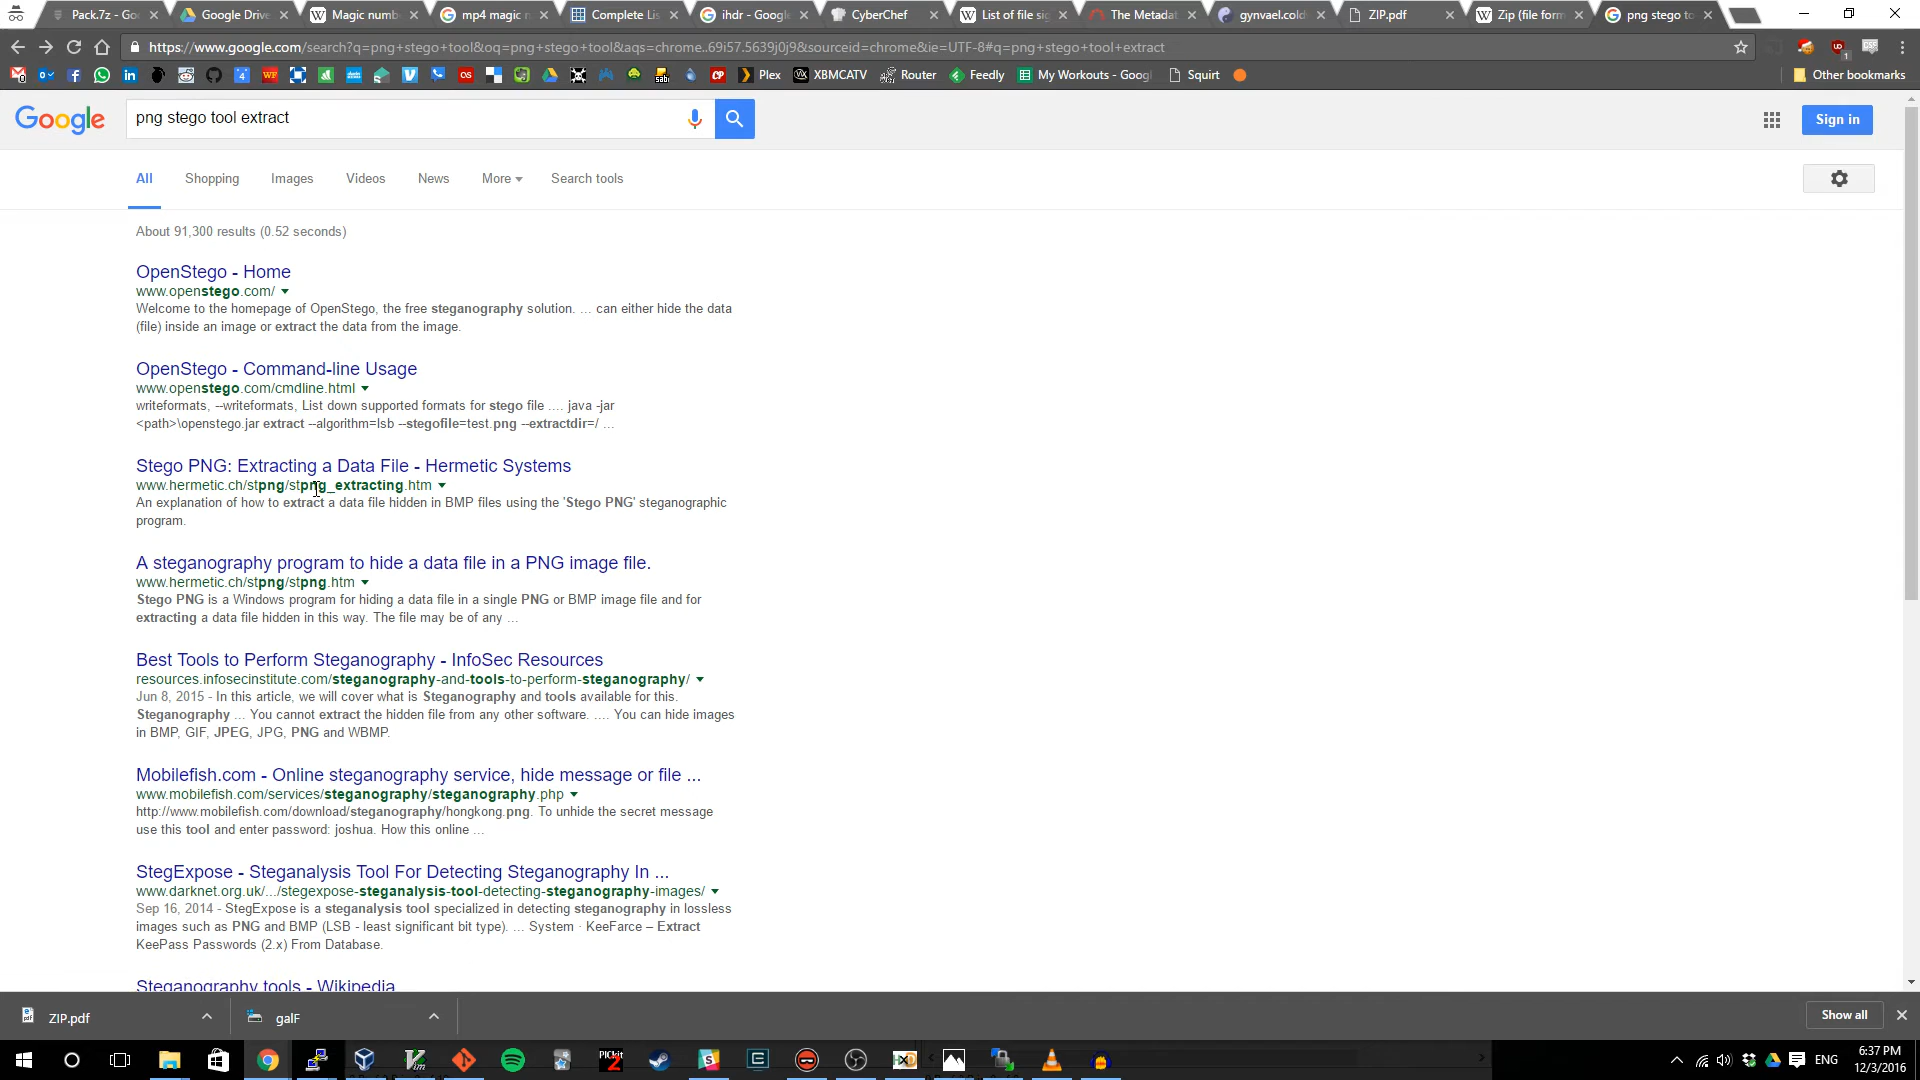 Pack.7z - Goo
Google Drive
Magic numb
mp4 magic n
Complete Lis
ihdr - Google
CyberChef
List of file sig
The Metadat
gynvael.cold
ZIP.pdf
Zip (file form
png stego to
https://www.google.com/search?q=png+stego+tool&oq=png+stego+tool&aqs=chrome..69i57.5639j0j9&sourceid=chrome&ie=UTF-8#q=png+stego+tool+extract
Plex
XBMCATV
Router
Feedly
My Workouts - Googl
Squirt
Other bookmarks
Google
png stego tool extract
Sign in
All
Shopping
Images
Videos
News
More
Search tools
About 91,300 results (0.52 seconds)
OpenStego - Home
www.openstego.com/
Welcome to the homepage of OpenStego, the free steganography solution. ... can either hide the data
(file) inside an image or extract the data from the image.
OpenStego - Command-line Usage
www.openstego.com/cmdline.html
writeformats, --writeformats, List down supported formats for stego file .... java -jar
<path>\openstego.jar extract --algorithm=lsb --stegofile=test.png --extractdir=/ ...
Stego PNG: Extracting a Data File - Hermetic Systems
www.hermetic.ch/stpng/stpng_extracting.htm
An explanation of how to extract a data file hidden in BMP files using the 'Stego PNG' steganographic
program.
A steganography program to hide a data file in a PNG image file.
www.hermetic.ch/stpng/stpng.htm
Stego PNG is a Windows program for hiding a data file in a single PNG or BMP image file and for
extracting a data file hidden in this way. The file may be of any ...
Best Tools to Perform Steganography - InfoSec Resources
resources.infosecinstitute.com/steganography-and-tools-to-perform-steganography/
Jun 8, 2015 - In this article, we will cover what is Steganography and tools available for this.
Steganography ... You cannot extract the hidden file from any other software. .... You can hide images
in BMP, GIF, JPEG, JPG, PNG and WBMP.
Mobilefish.com - Online steganography service, hide message or file ...
www.mobilefish.com/services/steganography/steganography.php
http://www.mobilefish.com/download/steganography/hongkong.png. To unhide the secret message
use this tool and enter password: joshua. How this online ...
StegExpose - Steganalysis Tool For Detecting Steganography In ...
www.darknet.org.uk/.../stegexpose-steganalysis-tool-detecting-steganography-images/
Sep 16, 2014 - StegExpose is a steganalysis tool specialized in detecting steganography in lossless
images such as PNG and BMP (LSB - least significant bit type). ... System · KeeFarce – Extract
KeePass Passwords (2.x) From Database.
Steganography tools - Wikipedia
ZIP.pdf
galF
Show all
ENG
6:37 PM
12/3/2016